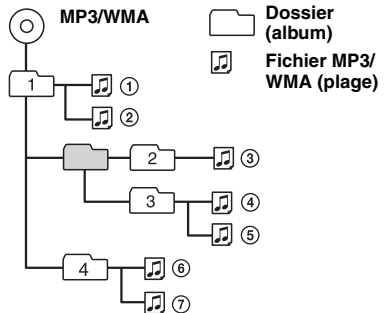 MP3/WMA
Dossier
(album)
Fichier MP3/
WMA (plage)
1
①
②
2
③
3
④
⑤
4
⑥
⑦